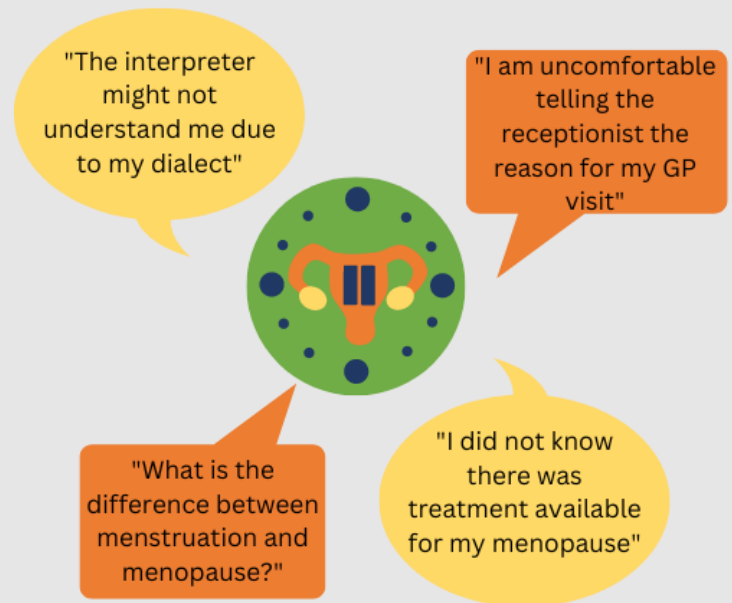 "The interpreter
might not
understand me due
to my dialect"
"I am uncomfortable
telling the
receptionist the
reason for my GP
visit"
"What is the
difference between
menstruation and
menopause?"
"I did not know
there was
treatment available
for my menopause"